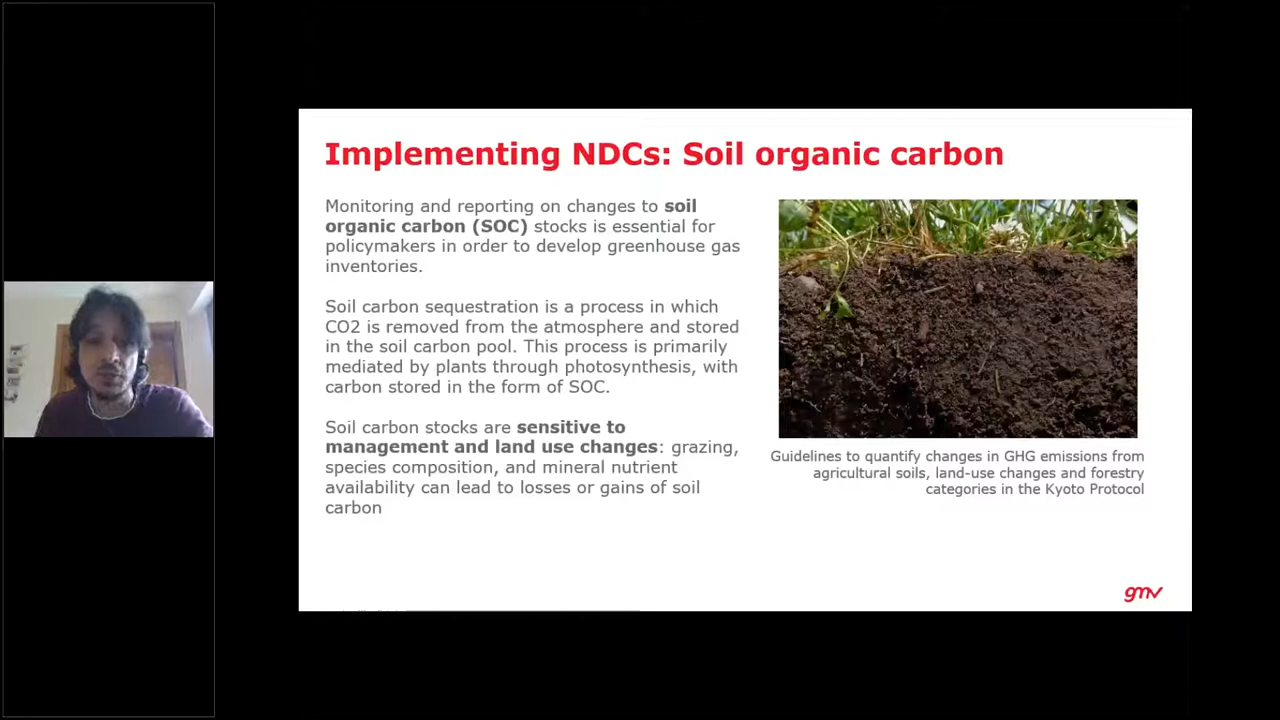 Implementing NDCs: Soil organic carbon
Monitoring and reporting on changes to soil
organic carbon (SOC) stocks is essential for
policymakers in order to develop greenhouse gas
inventories.
Soil carbon sequestration is a process in which
CO2 is removed from the atmosphere and stored
in the soil carbon pool. This process is primarily
mediated by plants through photosynthesis, with
carbon stored in the form of SOC.
Soil carbon stocks are sensitive to
management and land use changes: grazing,
species composition, and mineral nutrient
availability can lead to losses or gains of soil
carbon
Guidelines to quantify changes in GHG emissions from
agricultural soils, land-use changes and forestry
categories in the Kyoto Protocol
gmv